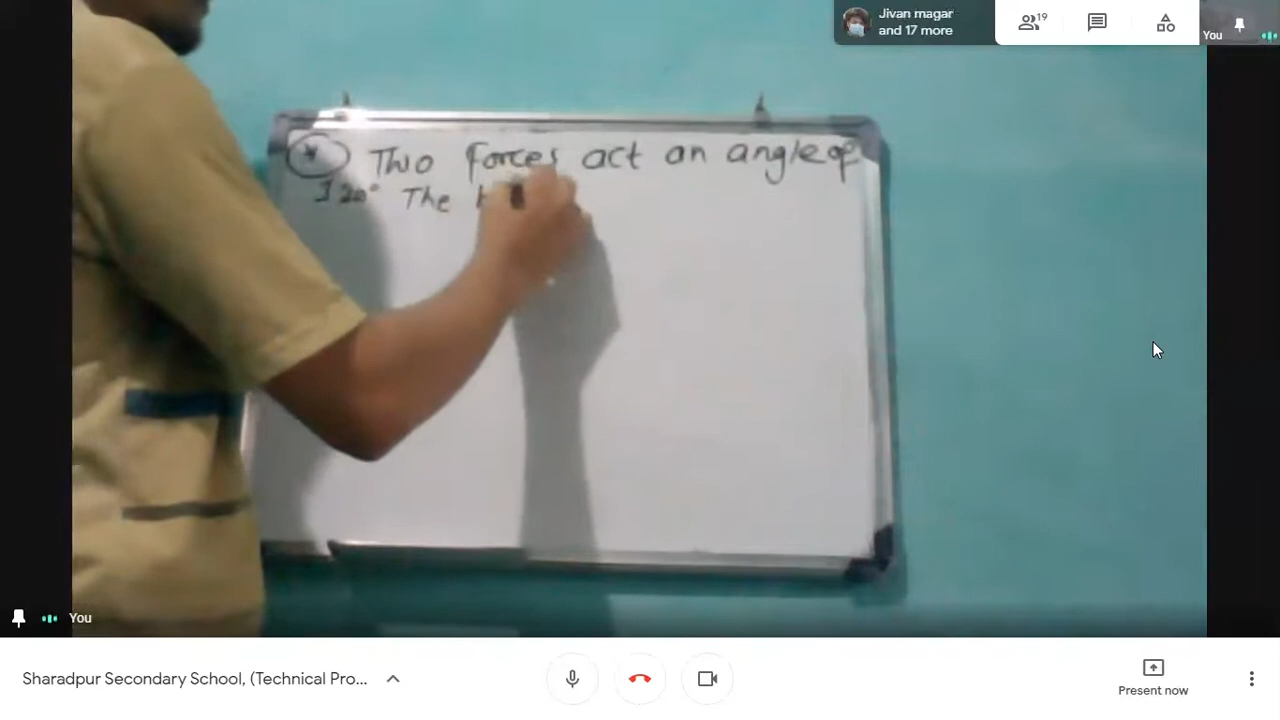 Jivan magar
and 17 more
19
You
* Two forces act an angle of
120° The
You
Sharadpur Secondary School, (Technical Pro...
Present now